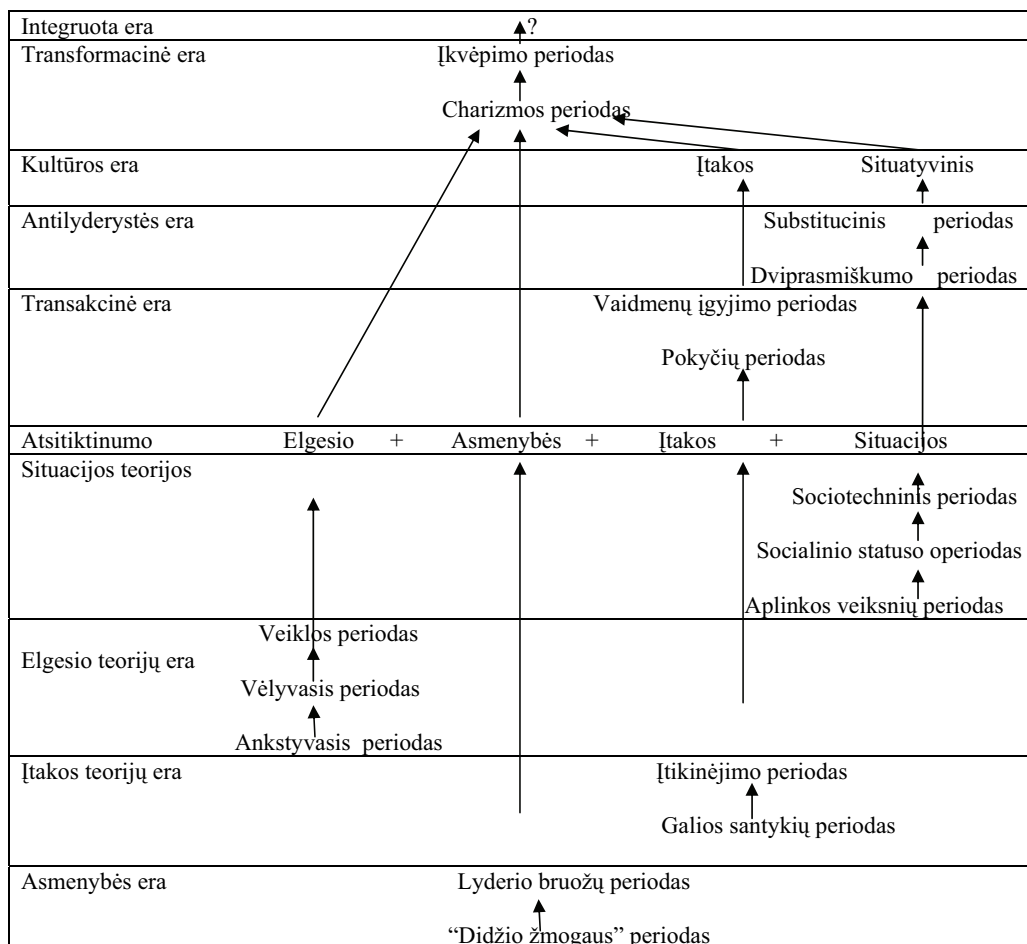 Integruota era ?
Transformacinė era Įkvėpimo periodas
Charizmos periodas
Kultūros era Įtakos Situatyvinis
Antilyderystės era Substitucinis periodas
Dviprasmiškumo periodas
Transakcinė era Vaidmenų įgyjimo periodas
Pokyčių periodas
Atsitiktinumo Elgesio + Asmenybės + Įtakos + Situacijos
Situacijos teorijos
Sociotechninis periodas
Socialinio statuso operiodas
Aplinkos veiksnių periodas
Veiklos periodas
Elgesio teorijų era
Vėlyvasis periodas
Ankstyvasis periodas
Įtakos teorijų era Įtikinėjimo periodas
Galios santykių periodas
Asmenybės era Lyderio bruožų periodas
“Didžio žmogaus” periodas